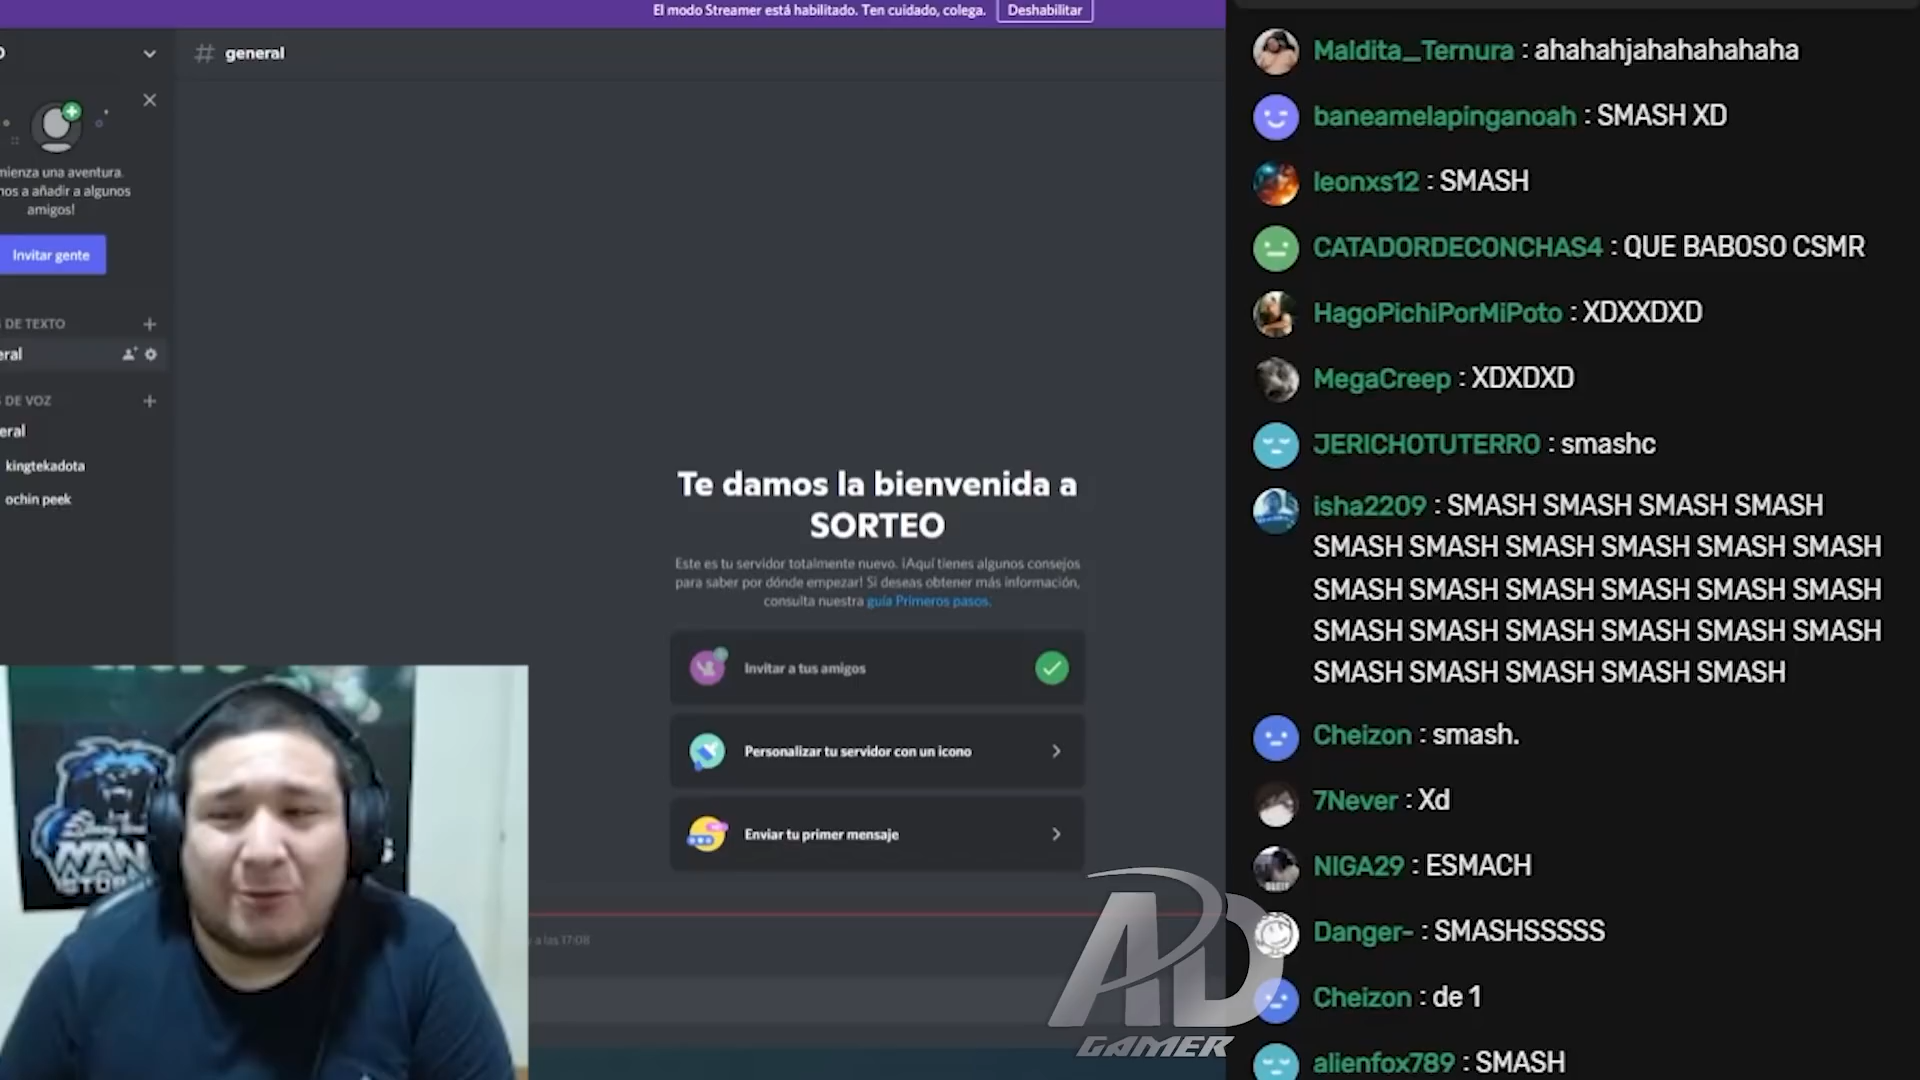 El modo Streamer está habilitado. Ten cuidado, colega.
Deshabilitar
# general
mienza una aventura.
nos a añadir a algunos
amigos!
Invitar gente
DE TEXTO
eral
DE VOZ
eral
kingtekadota
ochin peek
Te damos la bienvenida a
SORTEO
Este es tu servidor totalmente nuevo. ¡Aquí tienes algunos consejos
para saber por dónde empezar! Si deseas obtener más información,
consulta nuestra guía Primeros pasos.
Invitar a tus amigos
Personalizar tu servidor con un icono
Enviar tu primer mensaje
y a las 17:08
AD
GAMER
Maldita_Ternura : ahahahjahahahahaha
baneamelapinganoah : SMASH XD
leonxs12 : SMASH
CATADORDECONCHAS4 : QUE BABOSO CSMR
HagoPichiPorMiPoto : XDXXDXD
MegaCreep : XDXDXD
JERICHOTUTERRO : smashc
isha2209 : SMASH SMASH SMASH SMASH
SMASH SMASH SMASH SMASH SMASH SMASH
SMASH SMASH SMASH SMASH SMASH SMASH
SMASH SMASH SMASH SMASH SMASH SMASH
SMASH SMASH SMASH SMASH SMASH
Cheizon : smash.
7Never : Xd
NIGA29 : ESMACH
Danger- : SMASHSSSSS
Cheizon : de 1
alienfox789 : SMASH